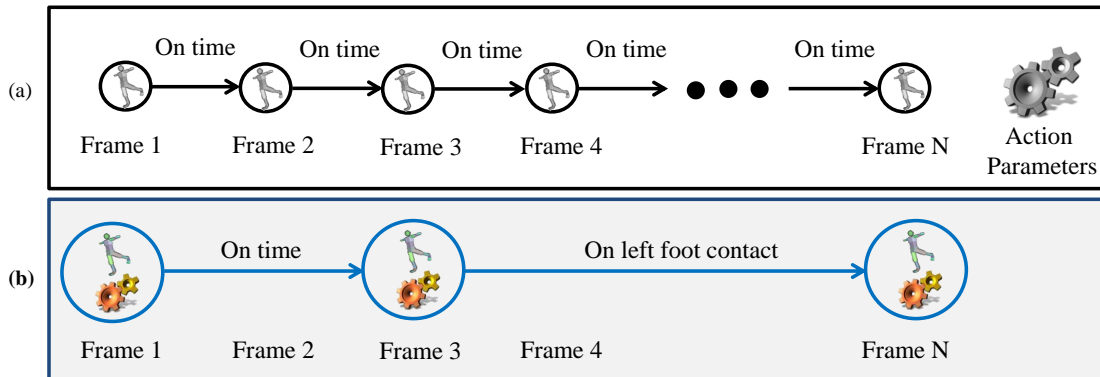 On time On time On time On time On time
(a)
Frame 1 Frame 2 Frame 3 Frame 4 Frame N Action
Parameters
On time On left foot contact
(b)
Frame 1 Frame 2 Frame 3 Frame 4 Frame N